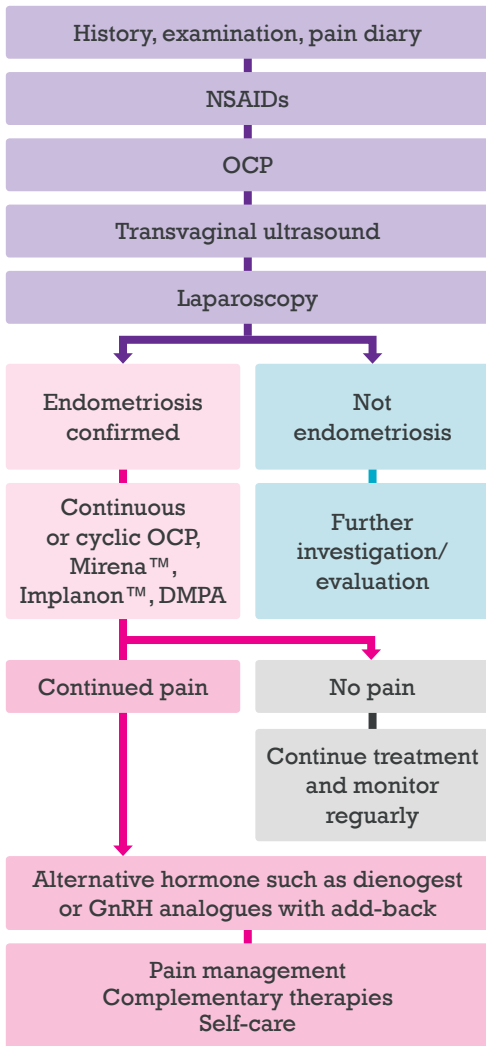 History, examination, pain diary
NSAIDs
OCP
Transvaginal ultrasound
Laparoscopy
Endometriosis
confirmed
Not
endometriosis
Continuous
or cyclic OCP,
Mirena™,
Implanon™, DMPA
Further
investigation/
evaluation
Continued pain
No pain
Continue treatment
and monitor
reguarly
Alternative hormone such as dienogest
or GnRH analogues with add-back
Pain management
Complementary therapies
Self-care